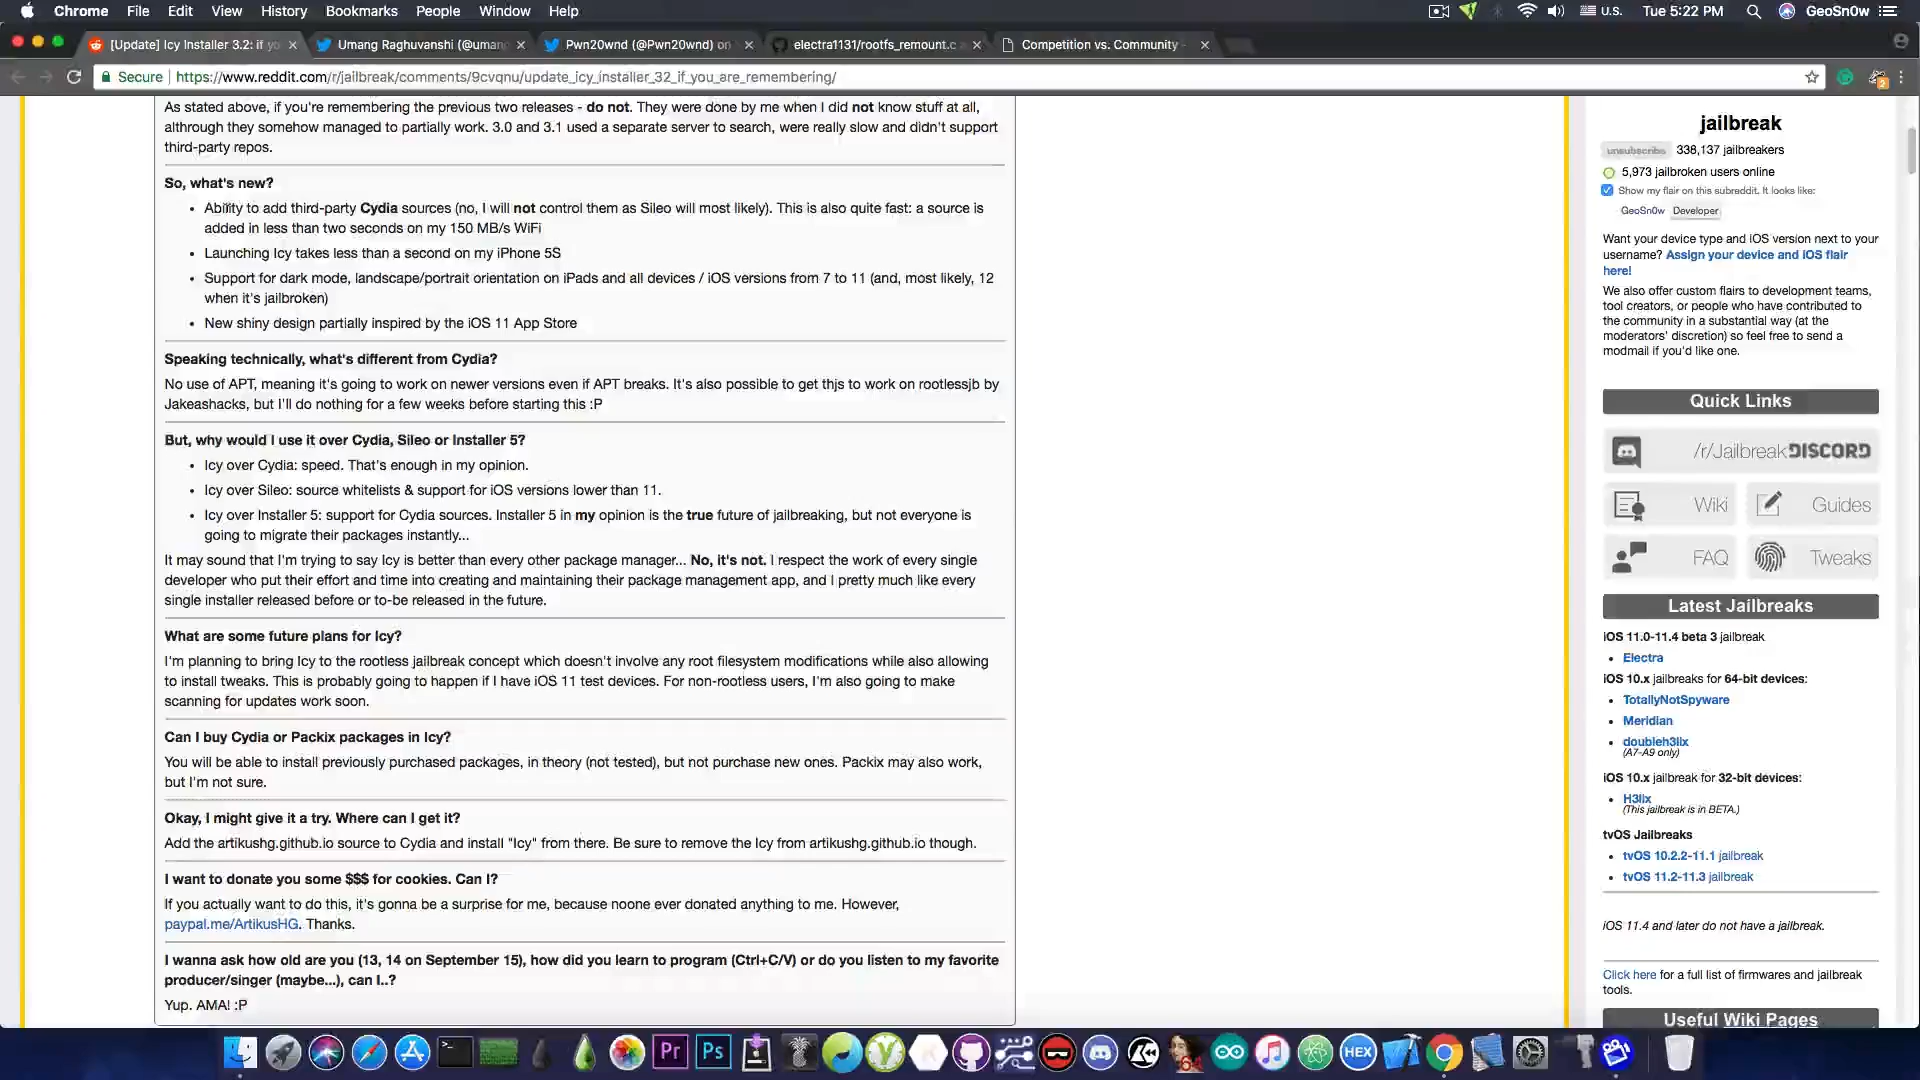 Chrome File Edit View History Bookmarks People Window Help
U.S. Tue 5:22 PM GeoSn0w
[Update] Icy Installer 3.2: if yo
Umang Raghuvanshi (@uman
Pwn20wnd (@Pwn20wnd) on
electra1131/rootfs_remount.c
Competition vs. Community -
Secure https://www.reddit.com/r/jailbreak/comments/9cvqnu/update_icy_installer_32_if_you_are_remembering/
As stated above, if you're remembering the previous two releases - do not. They were done by me when I did not know stuff at all,
although they somehow managed to partially work. 3.0 and 3.1 used a separate server to search, were really slow and didn't support
third-party repos.
So, what's new?
• Ability to add third-party Cydia sources (no, I will not control them as Sileo will most likely). This is also quite fast: a source is
added in less than two seconds on my 150 MB/s WiFi
• Launching Icy takes less than a second on my iPhone 5S
• Support for dark mode, landscape/portrait orientation on iPads and all devices / iOS versions from 7 to 11 (and, most likely, 12
when it's jailbroken)
• New shiny design partially inspired by the iOS 11 App Store
Speaking technically, what's different from Cydia?
No use of APT, meaning it's going to work on newer versions even if APT breaks. It's also possible to get thjs to work on rootlessjb by
Jakeashacks, but I'll do nothing for a few weeks before starting this :P
But, why would I use it over Cydia, Sileo or Installer 5?
• Icy over Cydia: speed. That's enough in my opinion.
• Icy over Sileo: source whitelists & support for iOS versions lower than 11.
• Icy over Installer 5: support for Cydia sources. Installer 5 in my opinion is the true future of jailbreaking, but not everyone is
going to migrate their packages instantly...
It may sound that I'm trying to say Icy is better than every other package manager... No, it's not. I respect the work of every single
developer who put their effort and time into creating and maintaining their package management app, and I pretty much like every
single installer released before or to-be released in the future.
What are some future plans for Icy?
I'm planning to bring Icy to the rootless jailbreak concept which doesn't involve any root filesystem modifications while also allowing
to install tweaks. This is probably going to happen if I have iOS 11 test devices. For non-rootless users, I'm also going to make
scanning for updates work soon.
Can I buy Cydia or Packix packages in Icy?
You will be able to install previously purchased packages, in theory (not tested), but not purchase new ones. Packix may also work,
but I'm not sure.
Okay, I might give it a try. Where can I get it?
Add the artikushg.github.io source to Cydia and install "Icy" from there. Be sure to remove the Icy from artikushg.github.io though.
I want to donate you some $$$ for cookies. Can I?
If you actually want to do this, it's gonna be a surprise for me, because noone ever donated anything to me. However,
paypal.me/ArtikusHG. Thanks.
I wanna ask how old are you (13, 14 on September 15), how did you learn to program (Ctrl+C/V) or do you listen to my favorite
producer/singer (maybe...), can I..?
Yup. AMA! :P
jailbreak
unsubscribe 338,137 jailbreakers
5,973 jailbroken users online
Show my flair on this subreddit. It looks like:
GeoSn0w Developer
Want your device type and iOS version next to your
username? Assign your device and iOS flair
here!
We also offer custom flairs to development teams,
tool creators, or people who have contributed to
the community in a substantial way (at the
moderators' discretion) so feel free to send a
modmail if you'd like one.
Quick Links
/r/Jailbreak DISCORD
Wiki Guides
FAQ Tweaks
Latest Jailbreaks
iOS 11.0-11.4 beta 3 jailbreak
• Electra
iOS 10.x jailbreaks for 64-bit devices:
• TotallyNotSpyware
• Meridian
• doubleh3lix
(A7-A9 only)
iOS 10.x jailbreak for 32-bit devices:
• H3lix
(This jailbreak is in BETA.)
tvOS Jailbreaks
• tvOS 10.2.2-11.1 jailbreak
• tvOS 11.2-11.3 jailbreak
iOS 11.4 and later do not have a jailbreak.
Click here for a full list of firmwares and jailbreak
tools.
Useful Wiki Pages
Pr Ps 64 HEX